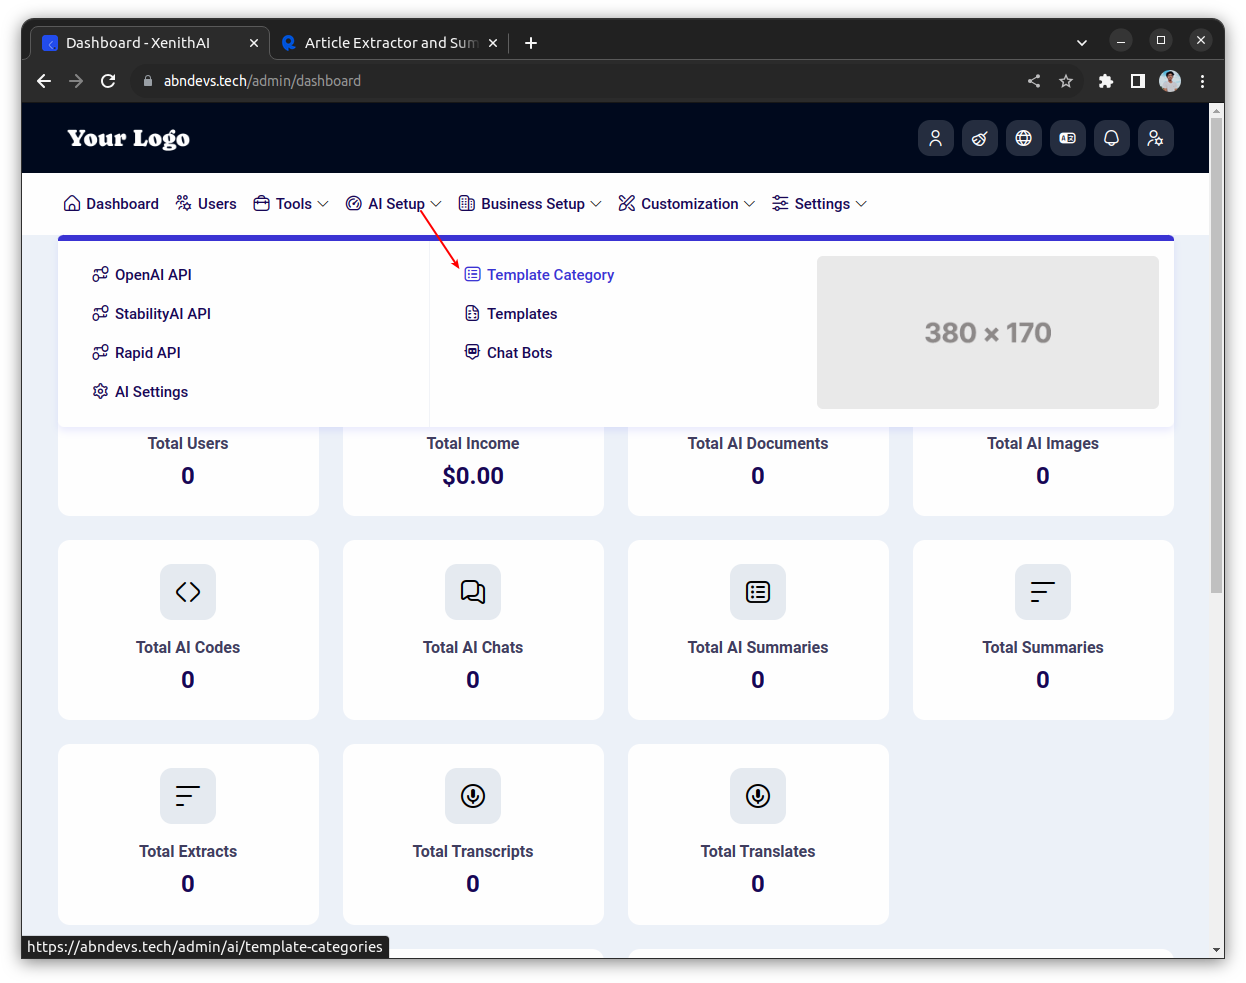 Dashboard - XenithAI
Article Extractor and Sum
abndevs.tech/admin/dashboard
Your Logo
Dashboard Users Tools AI Setup Business Setup Customization Settings
OpenAI API
StabilityAI API
Rapid API
AI Settings
Template Category
Templates
Chat Bots
380 × 170
Total Users
0
Total Income
$0.00
Total AI Documents
0
Total AI Images
0
Total AI Codes
0
Total AI Chats
0
Total AI Summaries
0
Total Summaries
0
Total Extracts
0
Total Transcripts
0
Total Translates
0
https://abndevs.tech/admin/ai/template-categories